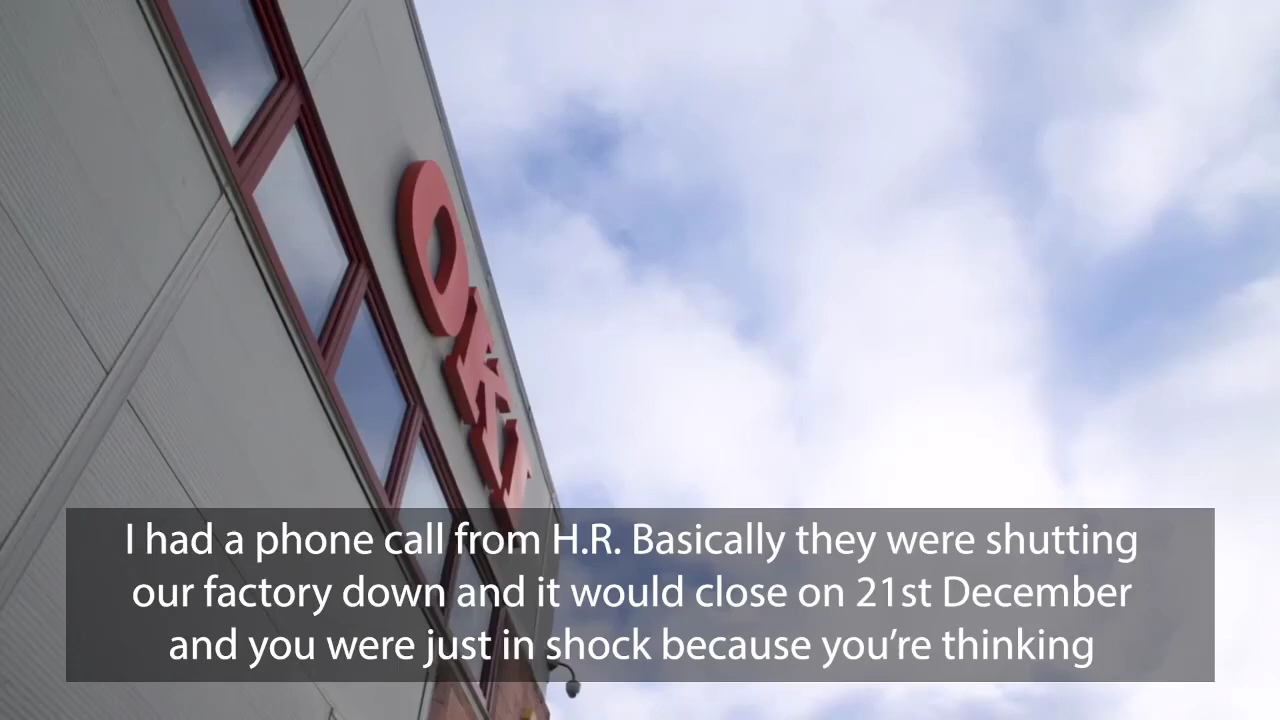 OKI
I had a phone call from H.R. Basically they were shutting
our factory down and it would close on 21st December
and you were just in shock because you're thinking